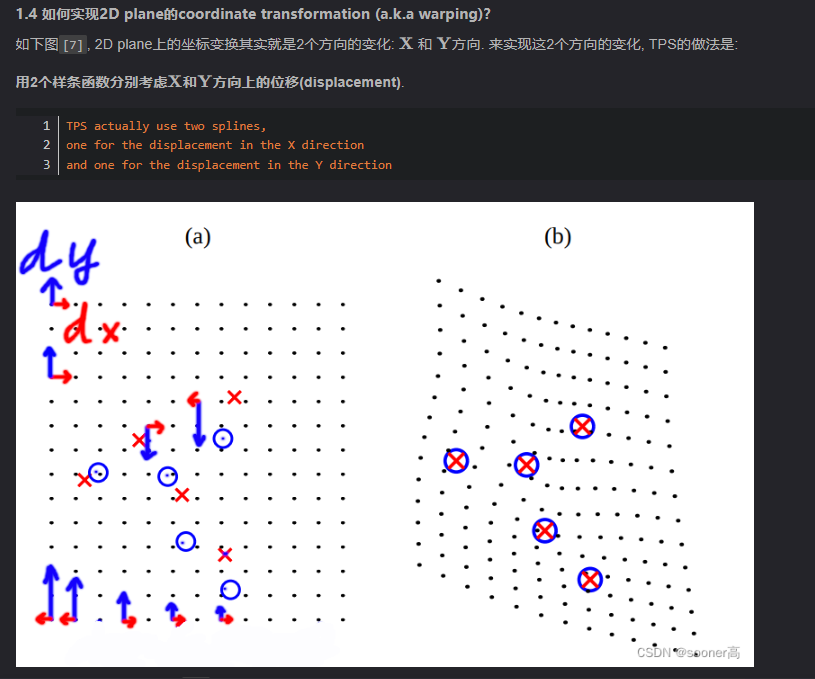 1.4 如何实现2D plane的coordinate transformation (a.k.a warping)?
如下图[7], 2D plane上的坐标变换其实就是2个方向的变化: X 和 Y方向. 来实现这2个方向的变化, TPS的做法是:
用2个样条函数分别考虑X和Y方向上的位移(displacement).
1 TPS actually use two splines,
2 one for the displacement in the X direction
3 and one for the displacement in the Y direction
(a) (b)
dy
dx
CSDN @sooner高